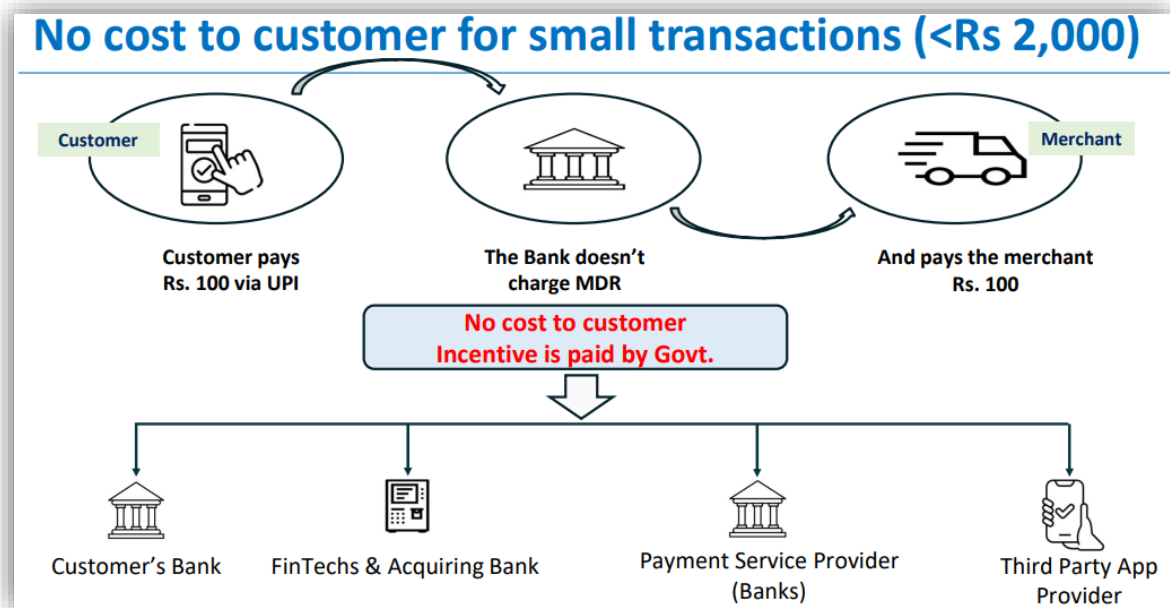 No cost to customer for small transactions (<Rs 2,000)
Customer
Merchant
Customer pays
Rs. 100 via UPI
The Bank doesn’t
charge MDR
And pays the merchant
Rs. 100
No cost to customer
Incentive is paid by Govt.
Customer’s Bank
FinTechs & Acquiring Bank
Payment Service Provider
(Banks)
Third Party App
Provider